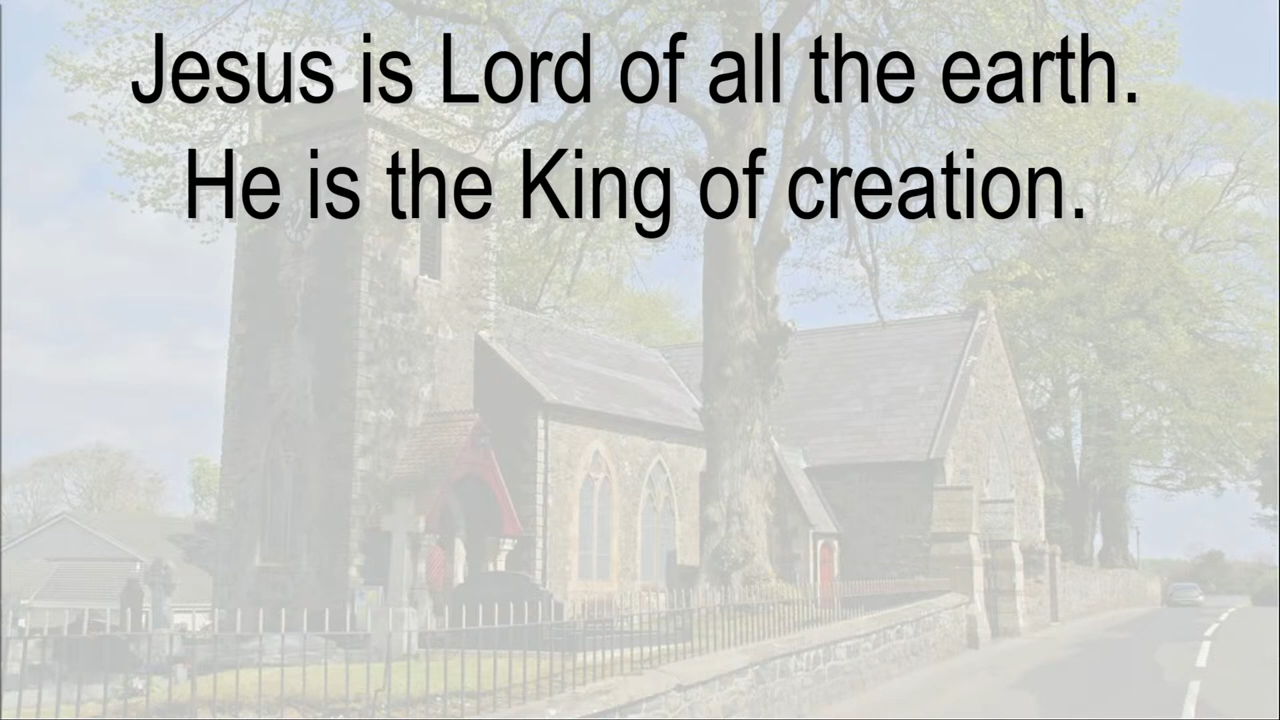 Jesus is Lord of all the earth.
He is the King of creation.